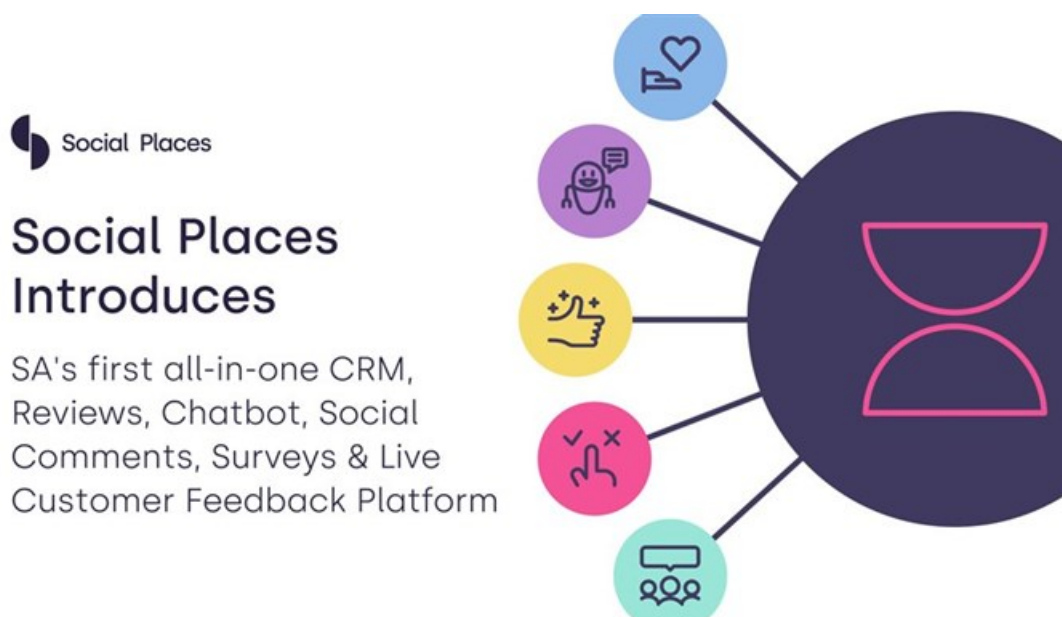 Social Places
Social Places
Introduces
SA's first all-in-one CRM,
Reviews, Chatbot, Social
Comments, Surveys & Live
Customer Feedback Platform